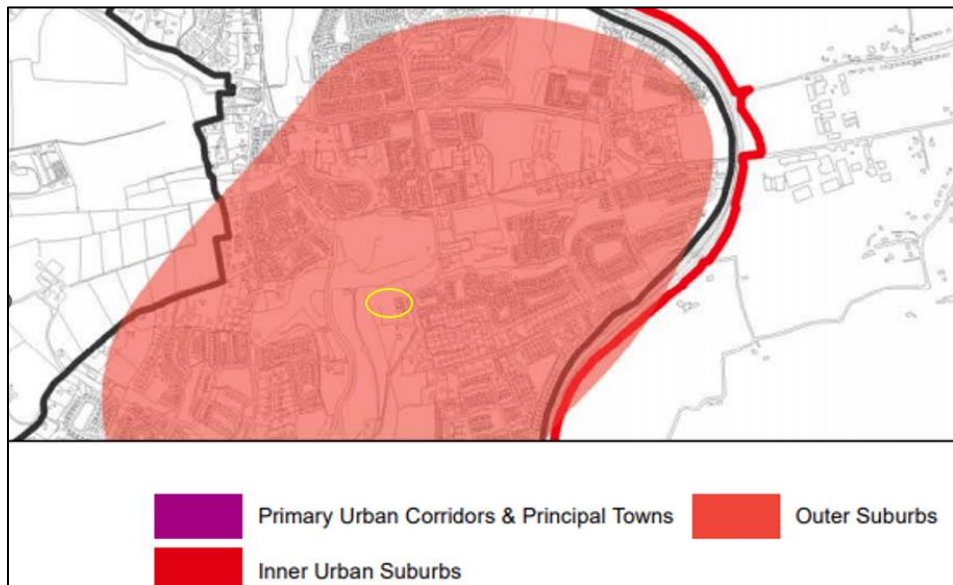 Primary Urban Corridors & Principal Towns
Outer Suburbs
Inner Urban Suburbs